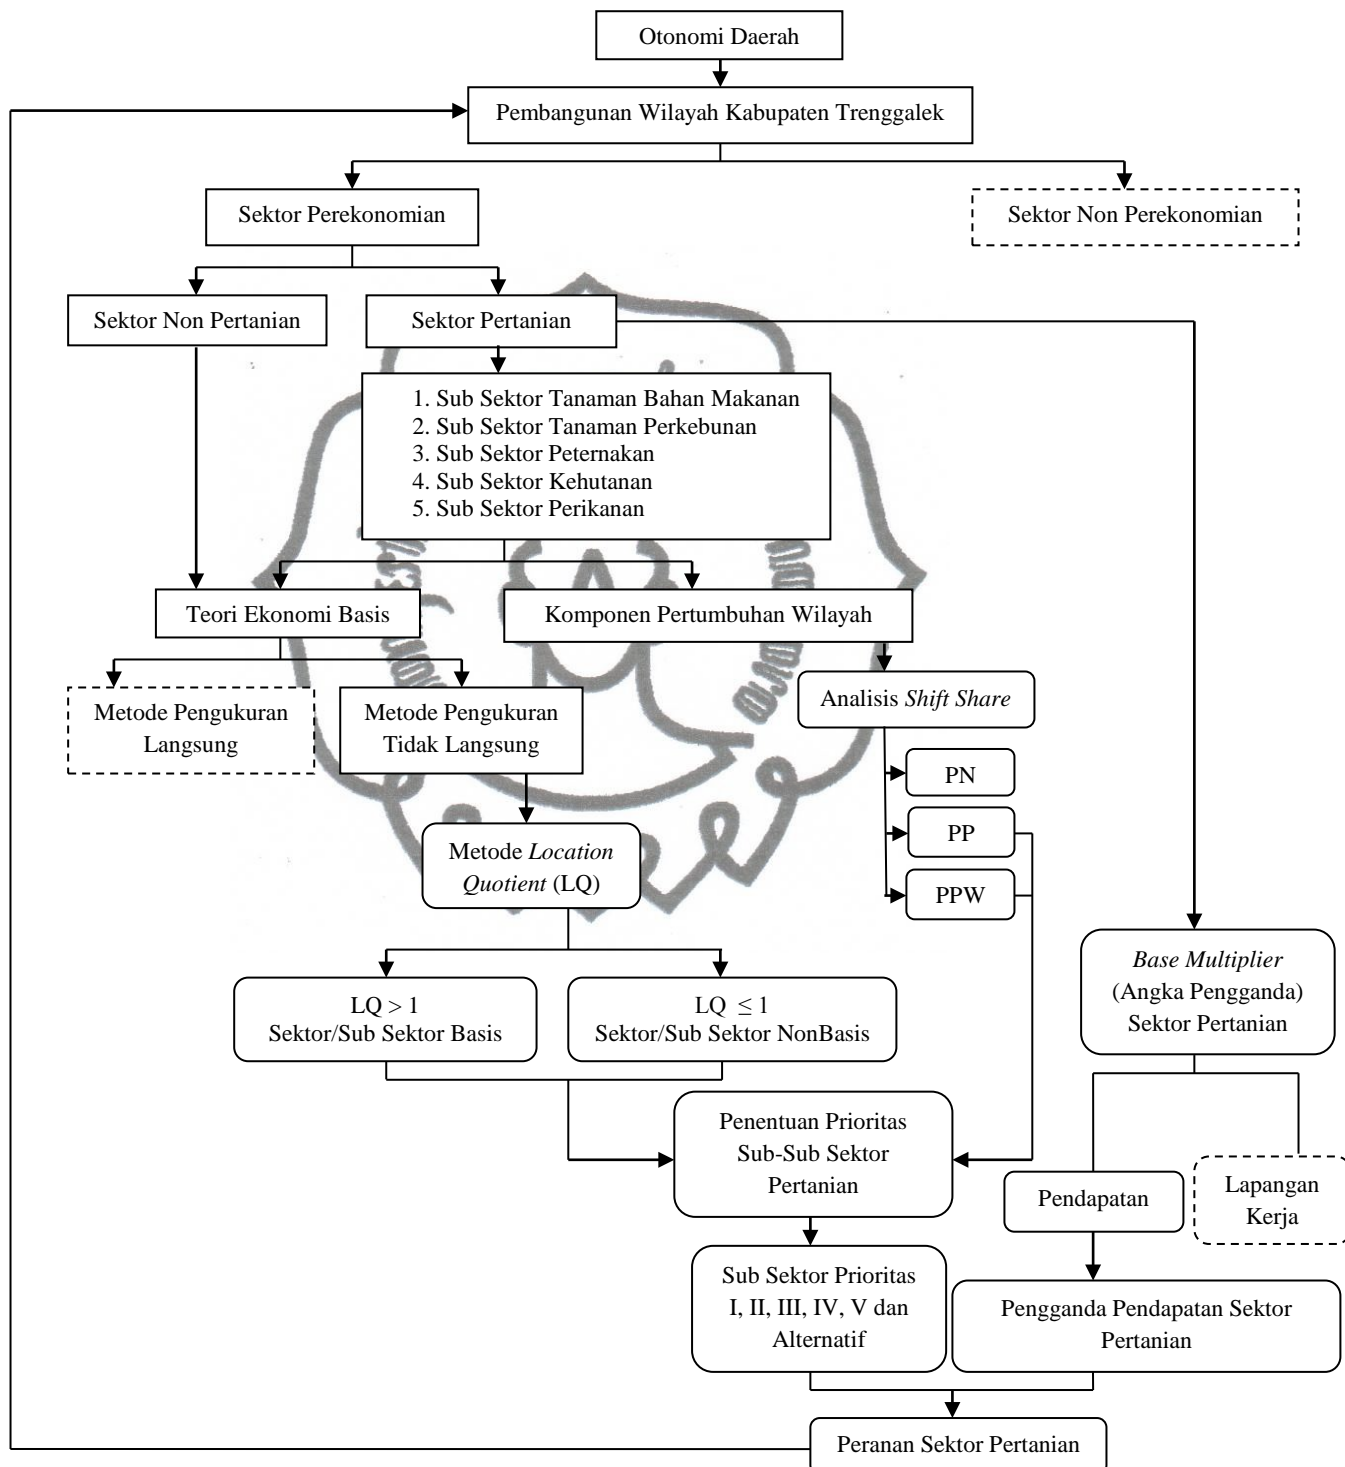 Otonomi Daerah
Pembangunan Wilayah Kabupaten Trenggalek
Sektor Perekonomian
Sektor Non Perekonomian
Sektor Non Pertanian
Sektor Pertanian
1. Sub Sektor Tanaman Bahan Makanan
2. Sub Sektor Tanaman Perkebunan
3. Sub Sektor Peternakan
4. Sub Sektor Kehutanan
5. Sub Sektor Perikanan
Teori Ekonomi Basis
Komponen Pertumbuhan Wilayah
Metode Pengukuran
Langsung
Metode Pengukuran
Tidak Langsung
Analisis Shift Share
PN
PP
PPW
Metode Location
Quotient (LQ)
LQ > 1
Sektor/Sub Sektor Basis
LQ ≤ 1
Sektor/Sub Sektor NonBasis
Base Multiplier
(Angka Pengganda)
Sektor Pertanian
Penentuan Prioritas
Sub-Sub Sektor
Pertanian
Pendapatan
Lapangan
Kerja
Sub Sektor Prioritas
I, II, III, IV, V dan
Alternatif
Pengganda Pendapatan Sektor
Pertanian
Peranan Sektor Pertanian